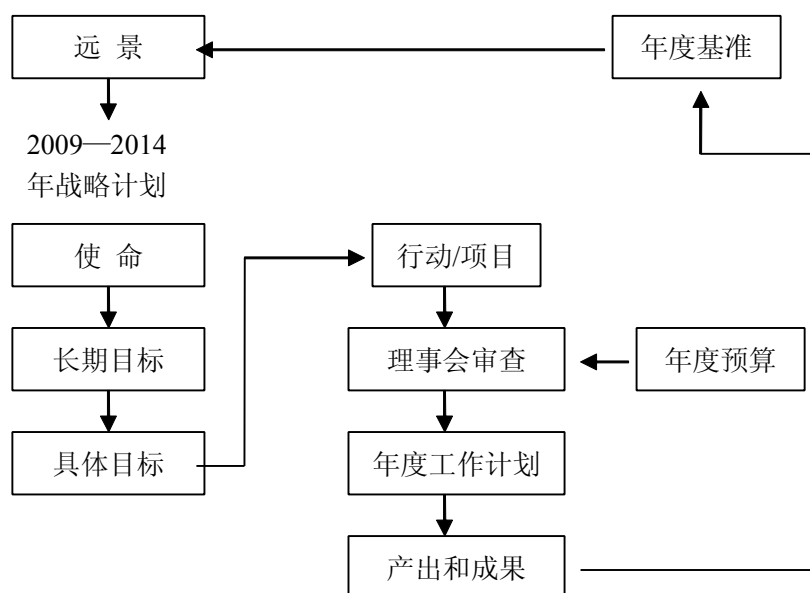 远 景
年度基准
2009—2014
年战略计划
使 命
行动/项目
长期目标
理事会审查
年度预算
具体目标
年度工作计划
产出和成果